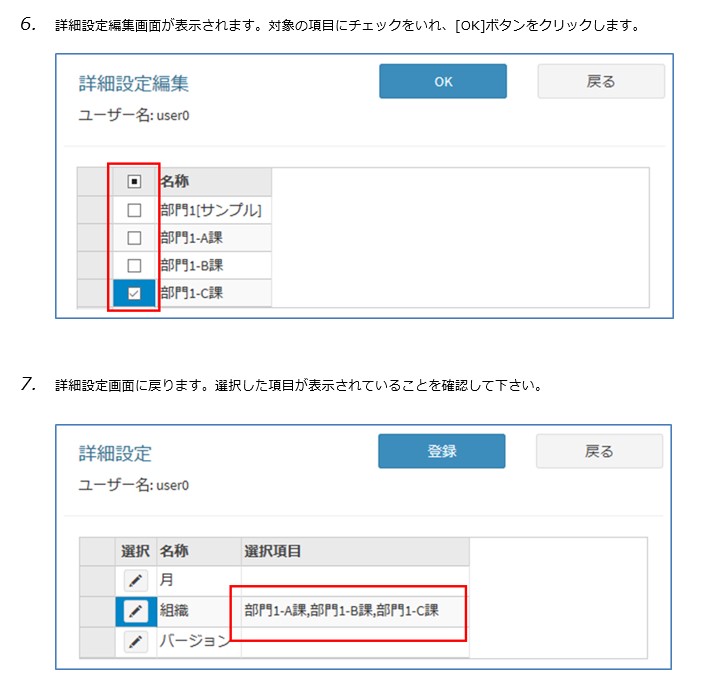 6. 詳細設定編集画面が表示されます。対象の項目にチェックをいれ、[OK]ボタンをクリックします。
詳細設定編集 OK 戻る
ユーザー名: user0
名称
部門1[サンプル]
部門1-A課
部門1-B課
部門1-C課
7. 詳細設定画面に戻ります。選択した項目が表示されていることを確認して下さい。
詳細設定 登録 戻る
ユーザー名: user0
選択 名称 選択項目
月
組織 部門1-A課,部門1-B課,部門1-C課
バージョン